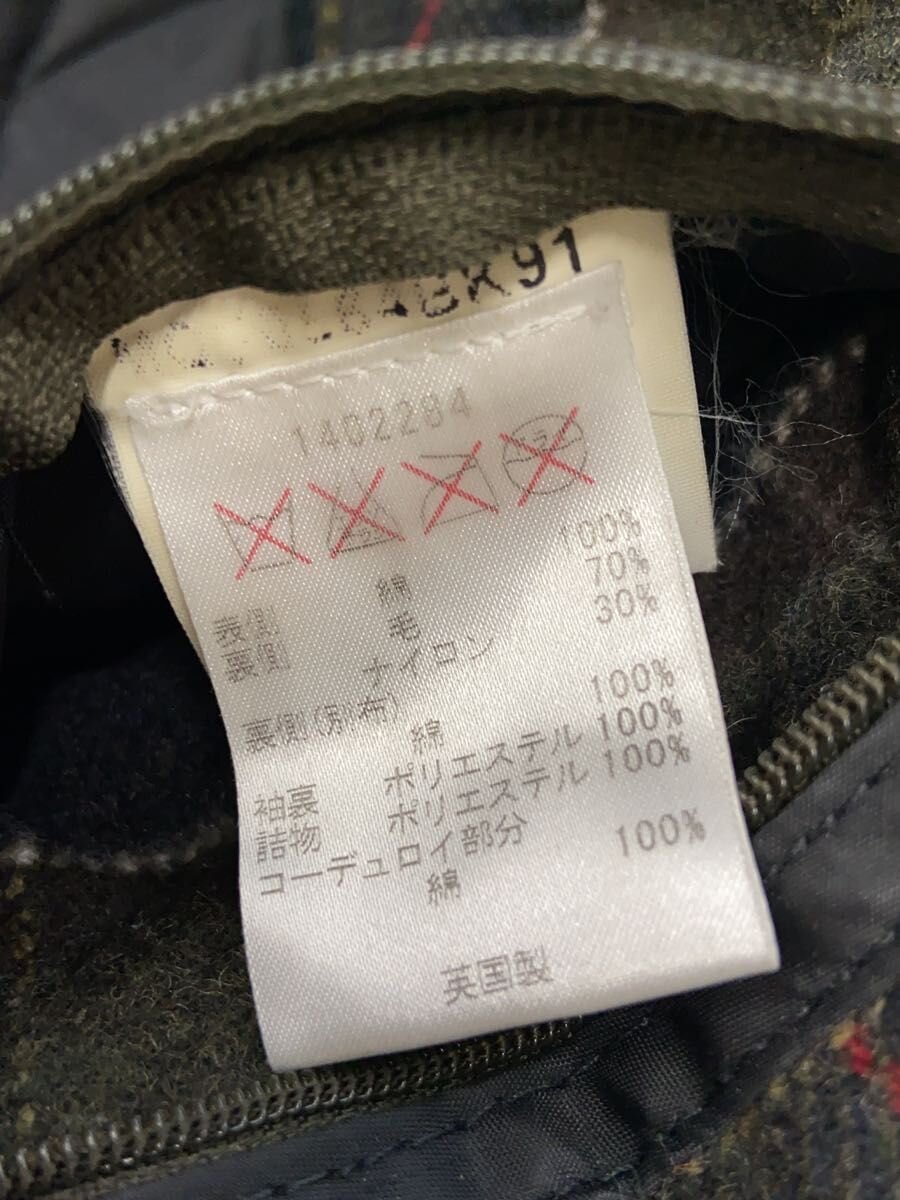 BK91
1402284
表側 綿 100%
裏側 毛 70%
ナイロン 30%
裏側(別布)
綿 100%
袖裏 ポリエステル 100%
詰物 ポリエステル 100%
コーデュロイ部分
綿 100%
英国製